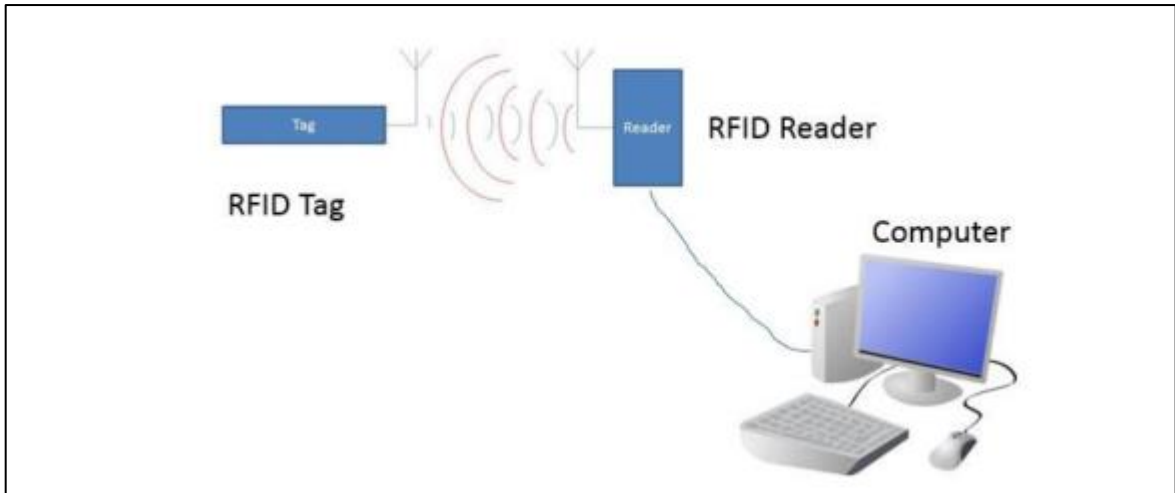 Tag
Reader
RFID Reader
RFID Tag
Computer